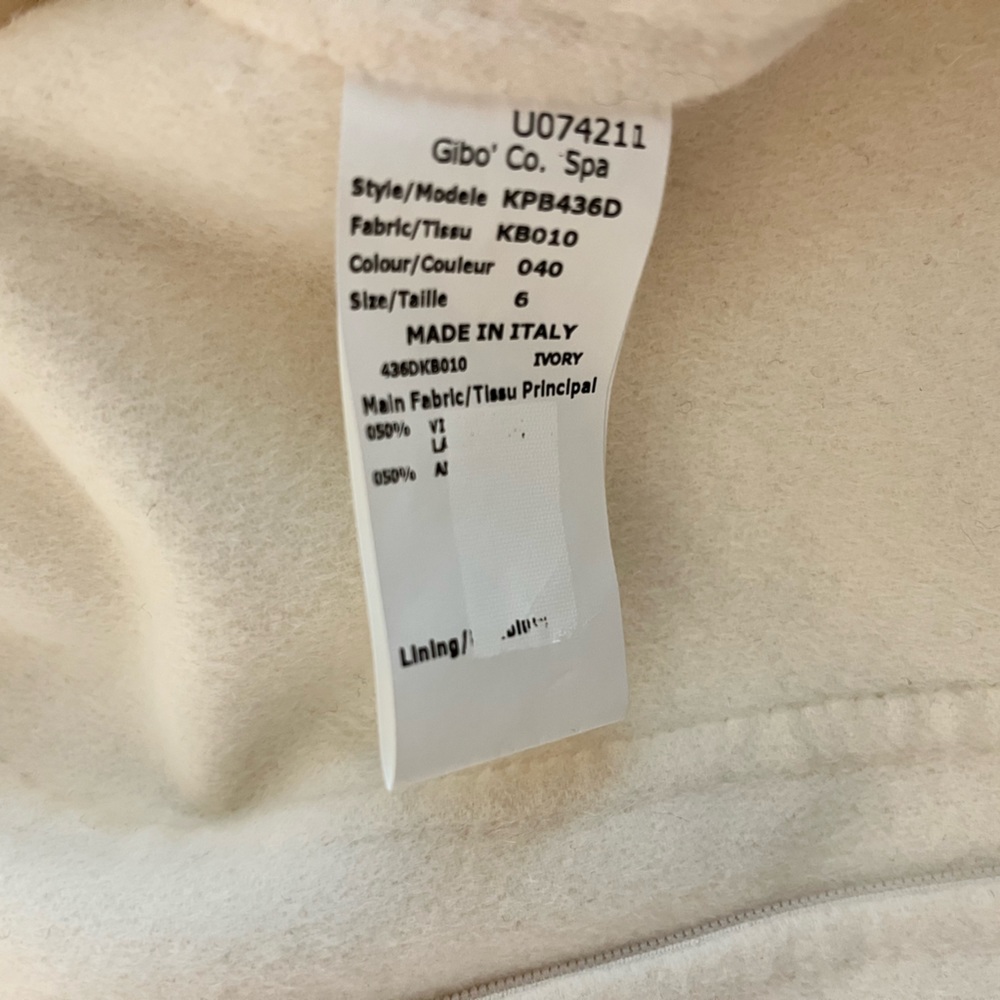 U074211
Gibo' Co. Spa
Style/Modele KPB436D
Fabric/Tissu KB010
Colour/Couleur 040
Size/Taille 6
MADE IN ITALY
436DKB010 IVORY
Main Fabric/Tissu Principal
050% VI
050%
Lining/